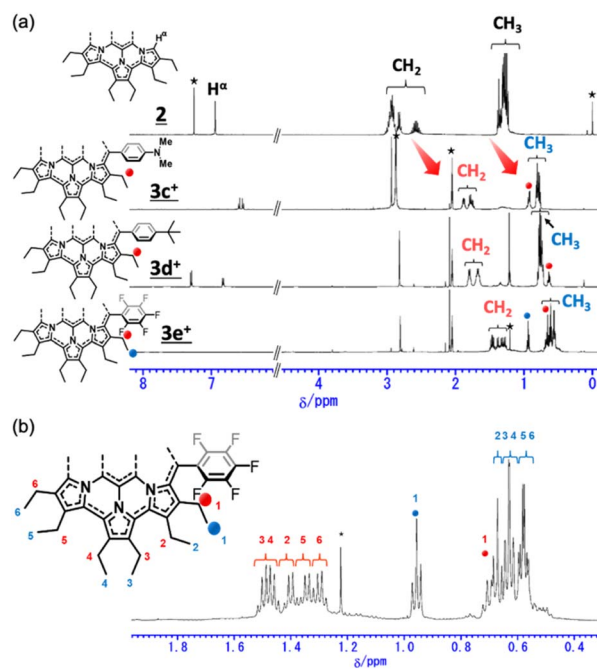 (a)
Hα
N N N
2
*
Hα
CH2
CH3
*
N
Me
Me
N N N
3c+
*
*
CH2
CH3
N N N
3d+
CH2
CH3
F F
F
F F
N N N
3e+
CH2
*
CH3
8 7 4 3 2 1 0
δ/ppm δ/ppm
(b)
F F
F
F F
N N N
6
6
5
5
4
4
3
3
2
2
1
1
3 4 2 5 6
*
1
1
2 3 4 5 6
1.8 1.6 1.4 1.2 1.0 0.8 0.6 0.4
δ/ppm